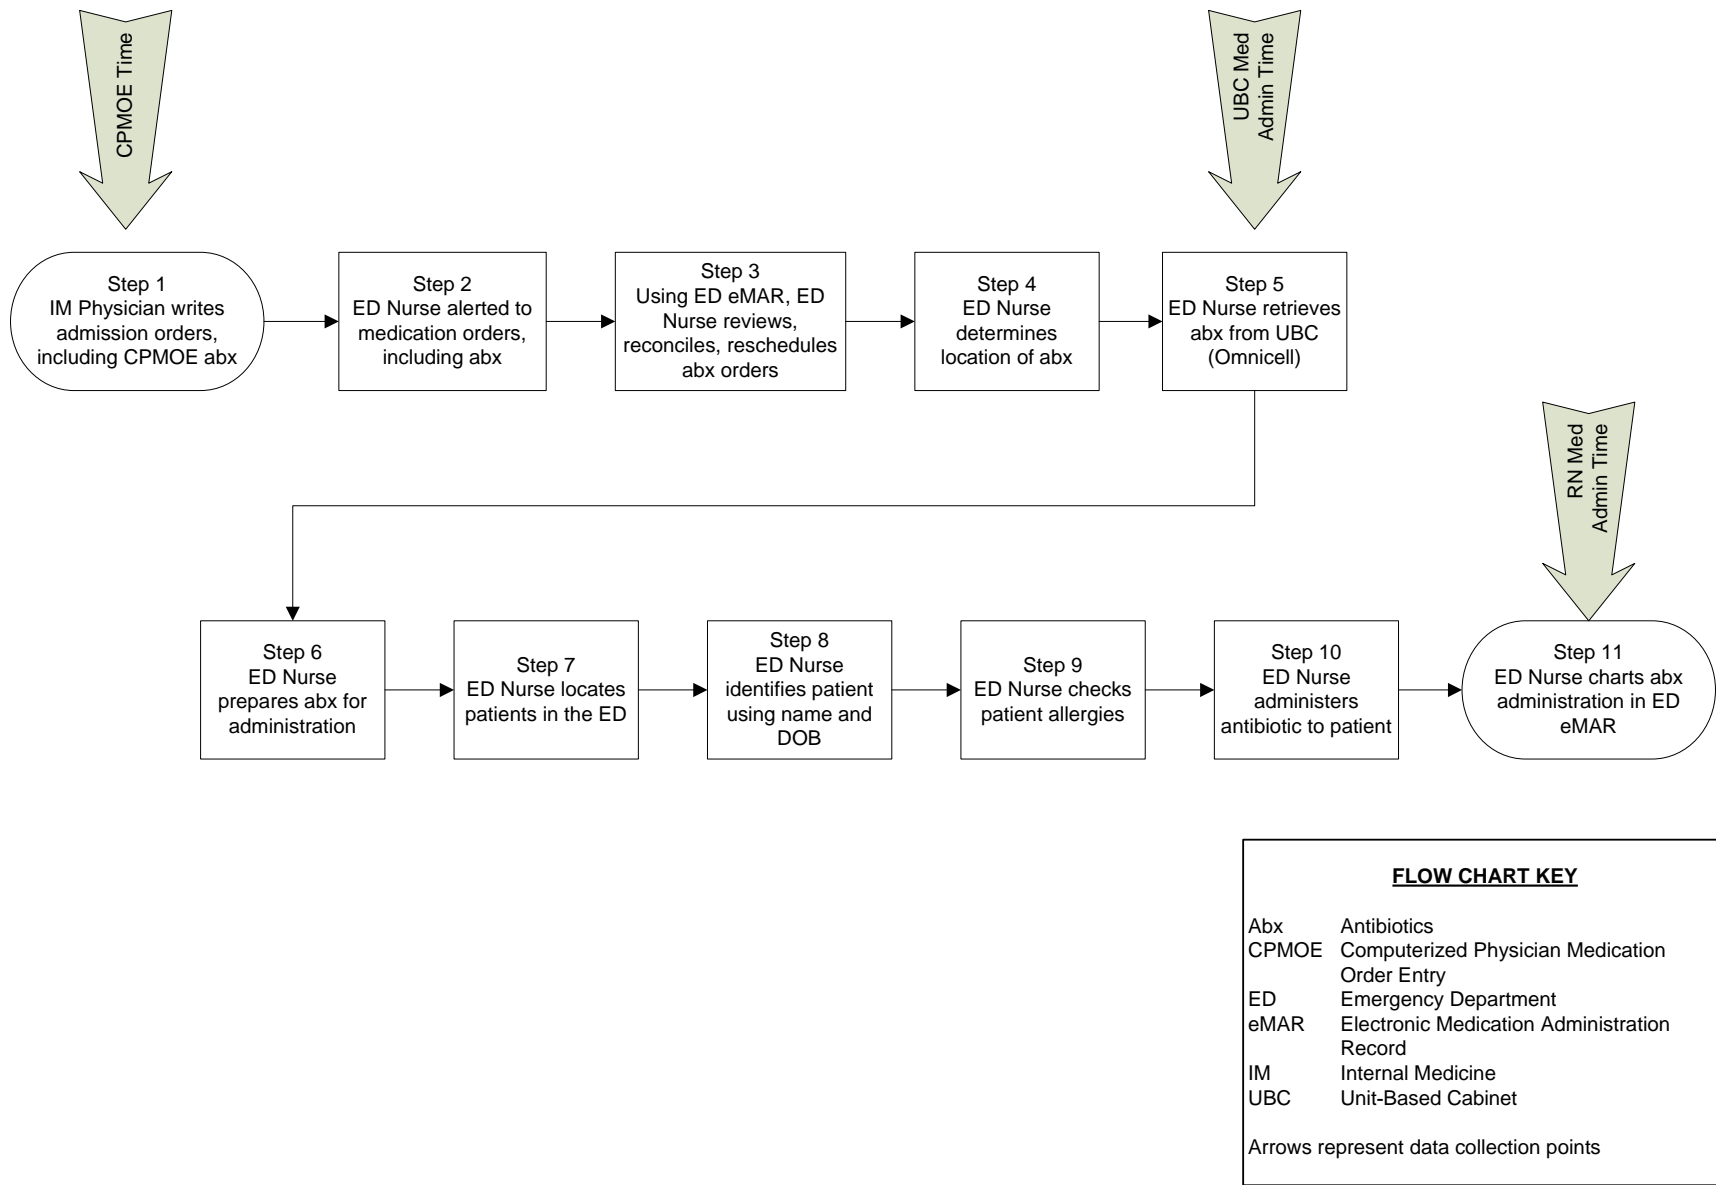 CPMOE Time
UBC Med
Admin Time
Step 1
IM Physician writes
admission orders,
including CPMOE abx
Step 2
ED Nurse alerted to
medication orders,
including abx
Step 3
Using ED eMAR, ED
Nurse reviews,
reconciles, reschedules
abx orders
Step 4
ED Nurse
determines
location of abx
Step 5
ED Nurse retrieves
abx from UBC
(Omnicell)
RN Med
Admin Time
Step 6
ED Nurse
prepares abx for
administration
Step 7
ED Nurse locates
patients in the ED
Step 8
ED Nurse
identifies patient
using name and
DOB
Step 9
ED Nurse checks
patient allergies
Step 10
ED Nurse
administers
antibiotic to patient
Step 11
ED Nurse charts abx
administration in ED
eMAR
FLOW CHART KEY
Abx Antibiotics
CPMOE Computerized Physician Medication
Order Entry
ED Emergency Department
eMAR Electronic Medication Administration
Record
IM Internal Medicine
UBC Unit-Based Cabinet
Arrows represent data collection points